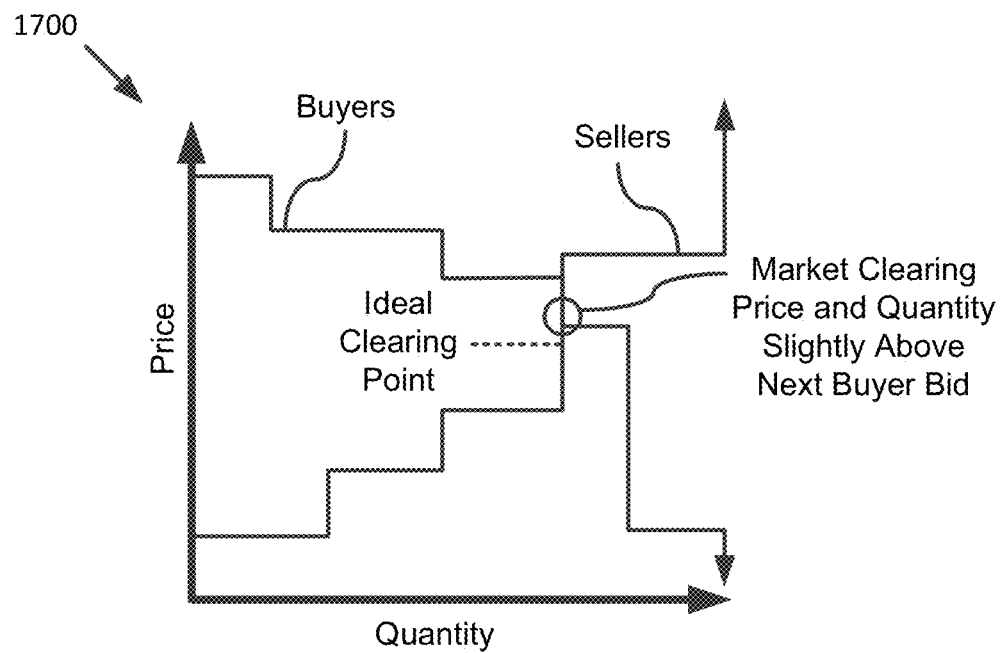 1700
Buyers
Sellers
Ideal
Clearing
Point
Market Clearing
Price and Quantity
Slightly Above
Next Buyer Bid
Price
Quantity